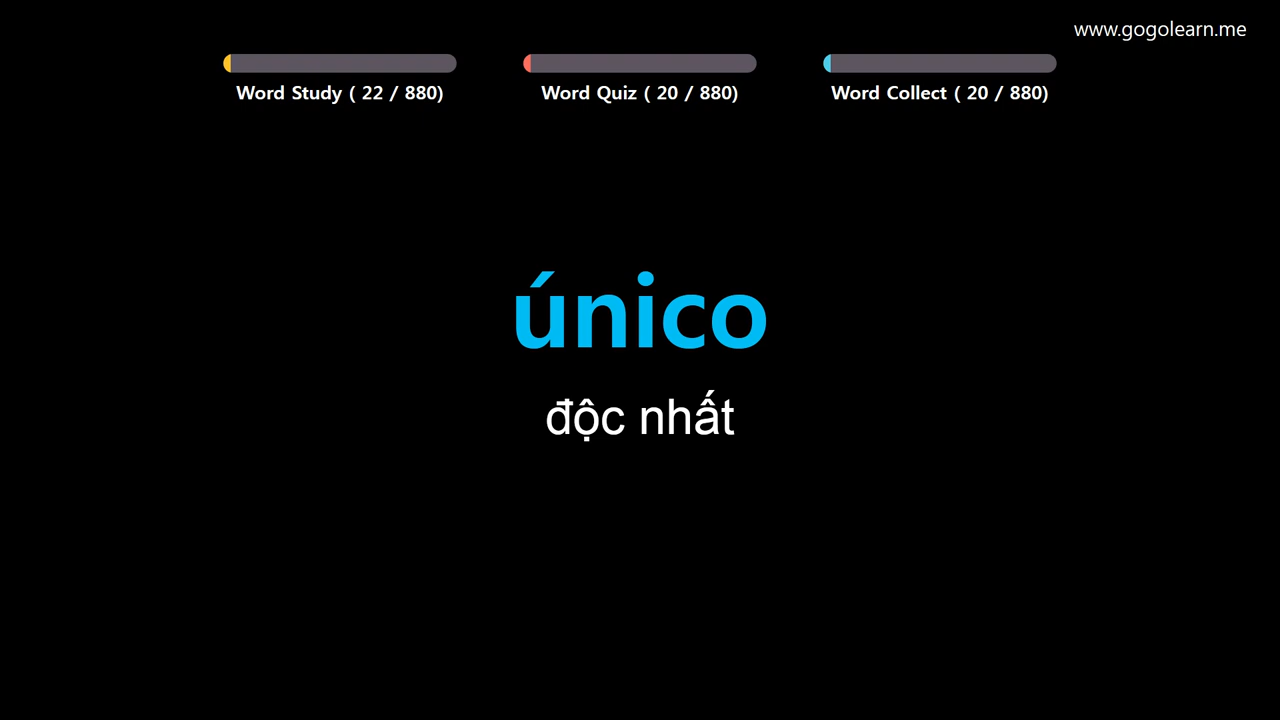 www.gogolearn.me
Word Study ( 22 / 880)
Word Quiz ( 20 / 880)
Word Collect ( 20 / 880)
único
độc nhất